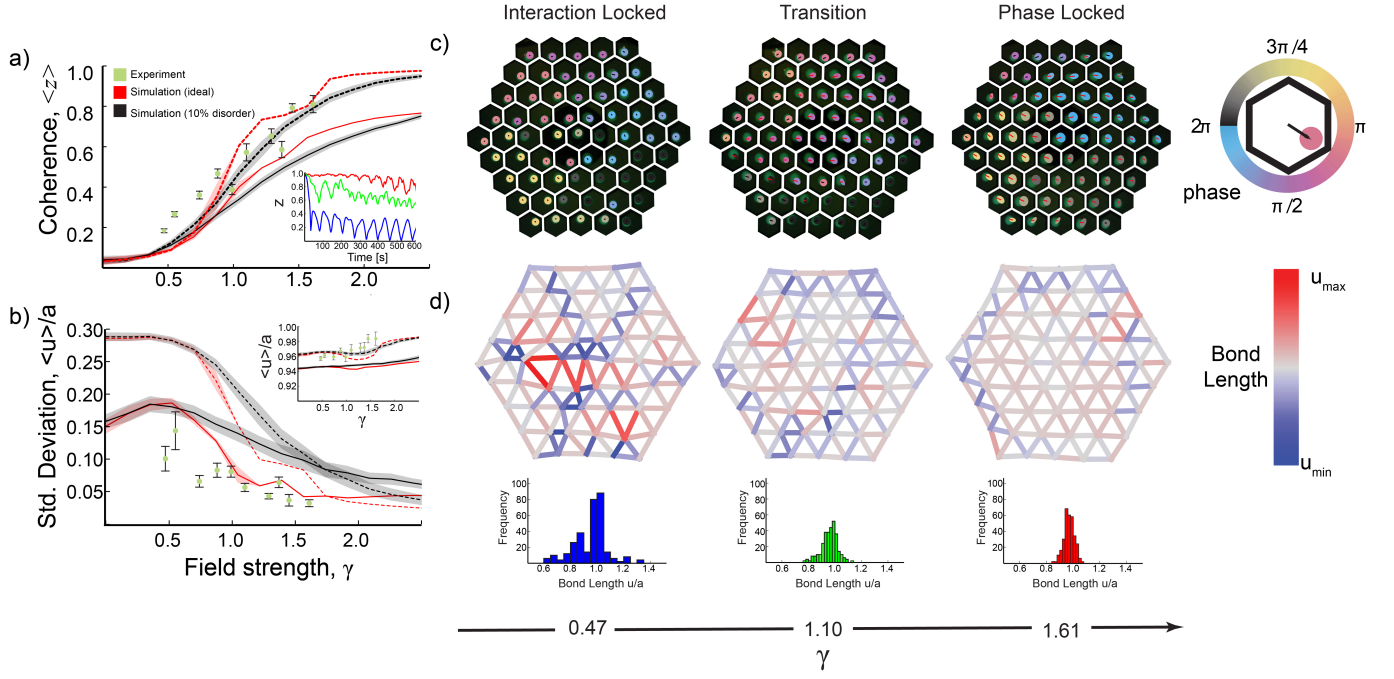 Interaction Locked
Transition
Phase Locked
a)
Coherence, <z>
1.0
0.8
0.6
0.4
0.2
Experiment
Simulation (ideal)
Simulation (10% disorder)
z
1.0
0.8
0.6
0.4
0.2
100 200 300 400 500 600
Time [s]
0.5 1.0 1.5 2.0
c)
3π/4
2π
π
phase
π/2
b)
Std. Deviation, <u>/a
0.30
0.25
0.20
0.15
0.10
0.05
<u>/a
1.00
0.98
0.96
0.94
0.92
0.5 1.0 1.5 2.0
γ
0.5 1.0 1.5 2.0
Field strength, γ
d)
u max
Bond
Length
u min
Frequency
100
80
60
40
20
0.6 0.8 1.0 1.2 1.4
Bond Length u/a
Frequency
100
80
60
40
20
0.6 0.8 1.0 1.2 1.4
Bond Length u/a
Frequency
100
80
60
40
20
0.6 0.8 1.0 1.2 1.4
Bond Length u/a
0.47
1.10
1.61
γ